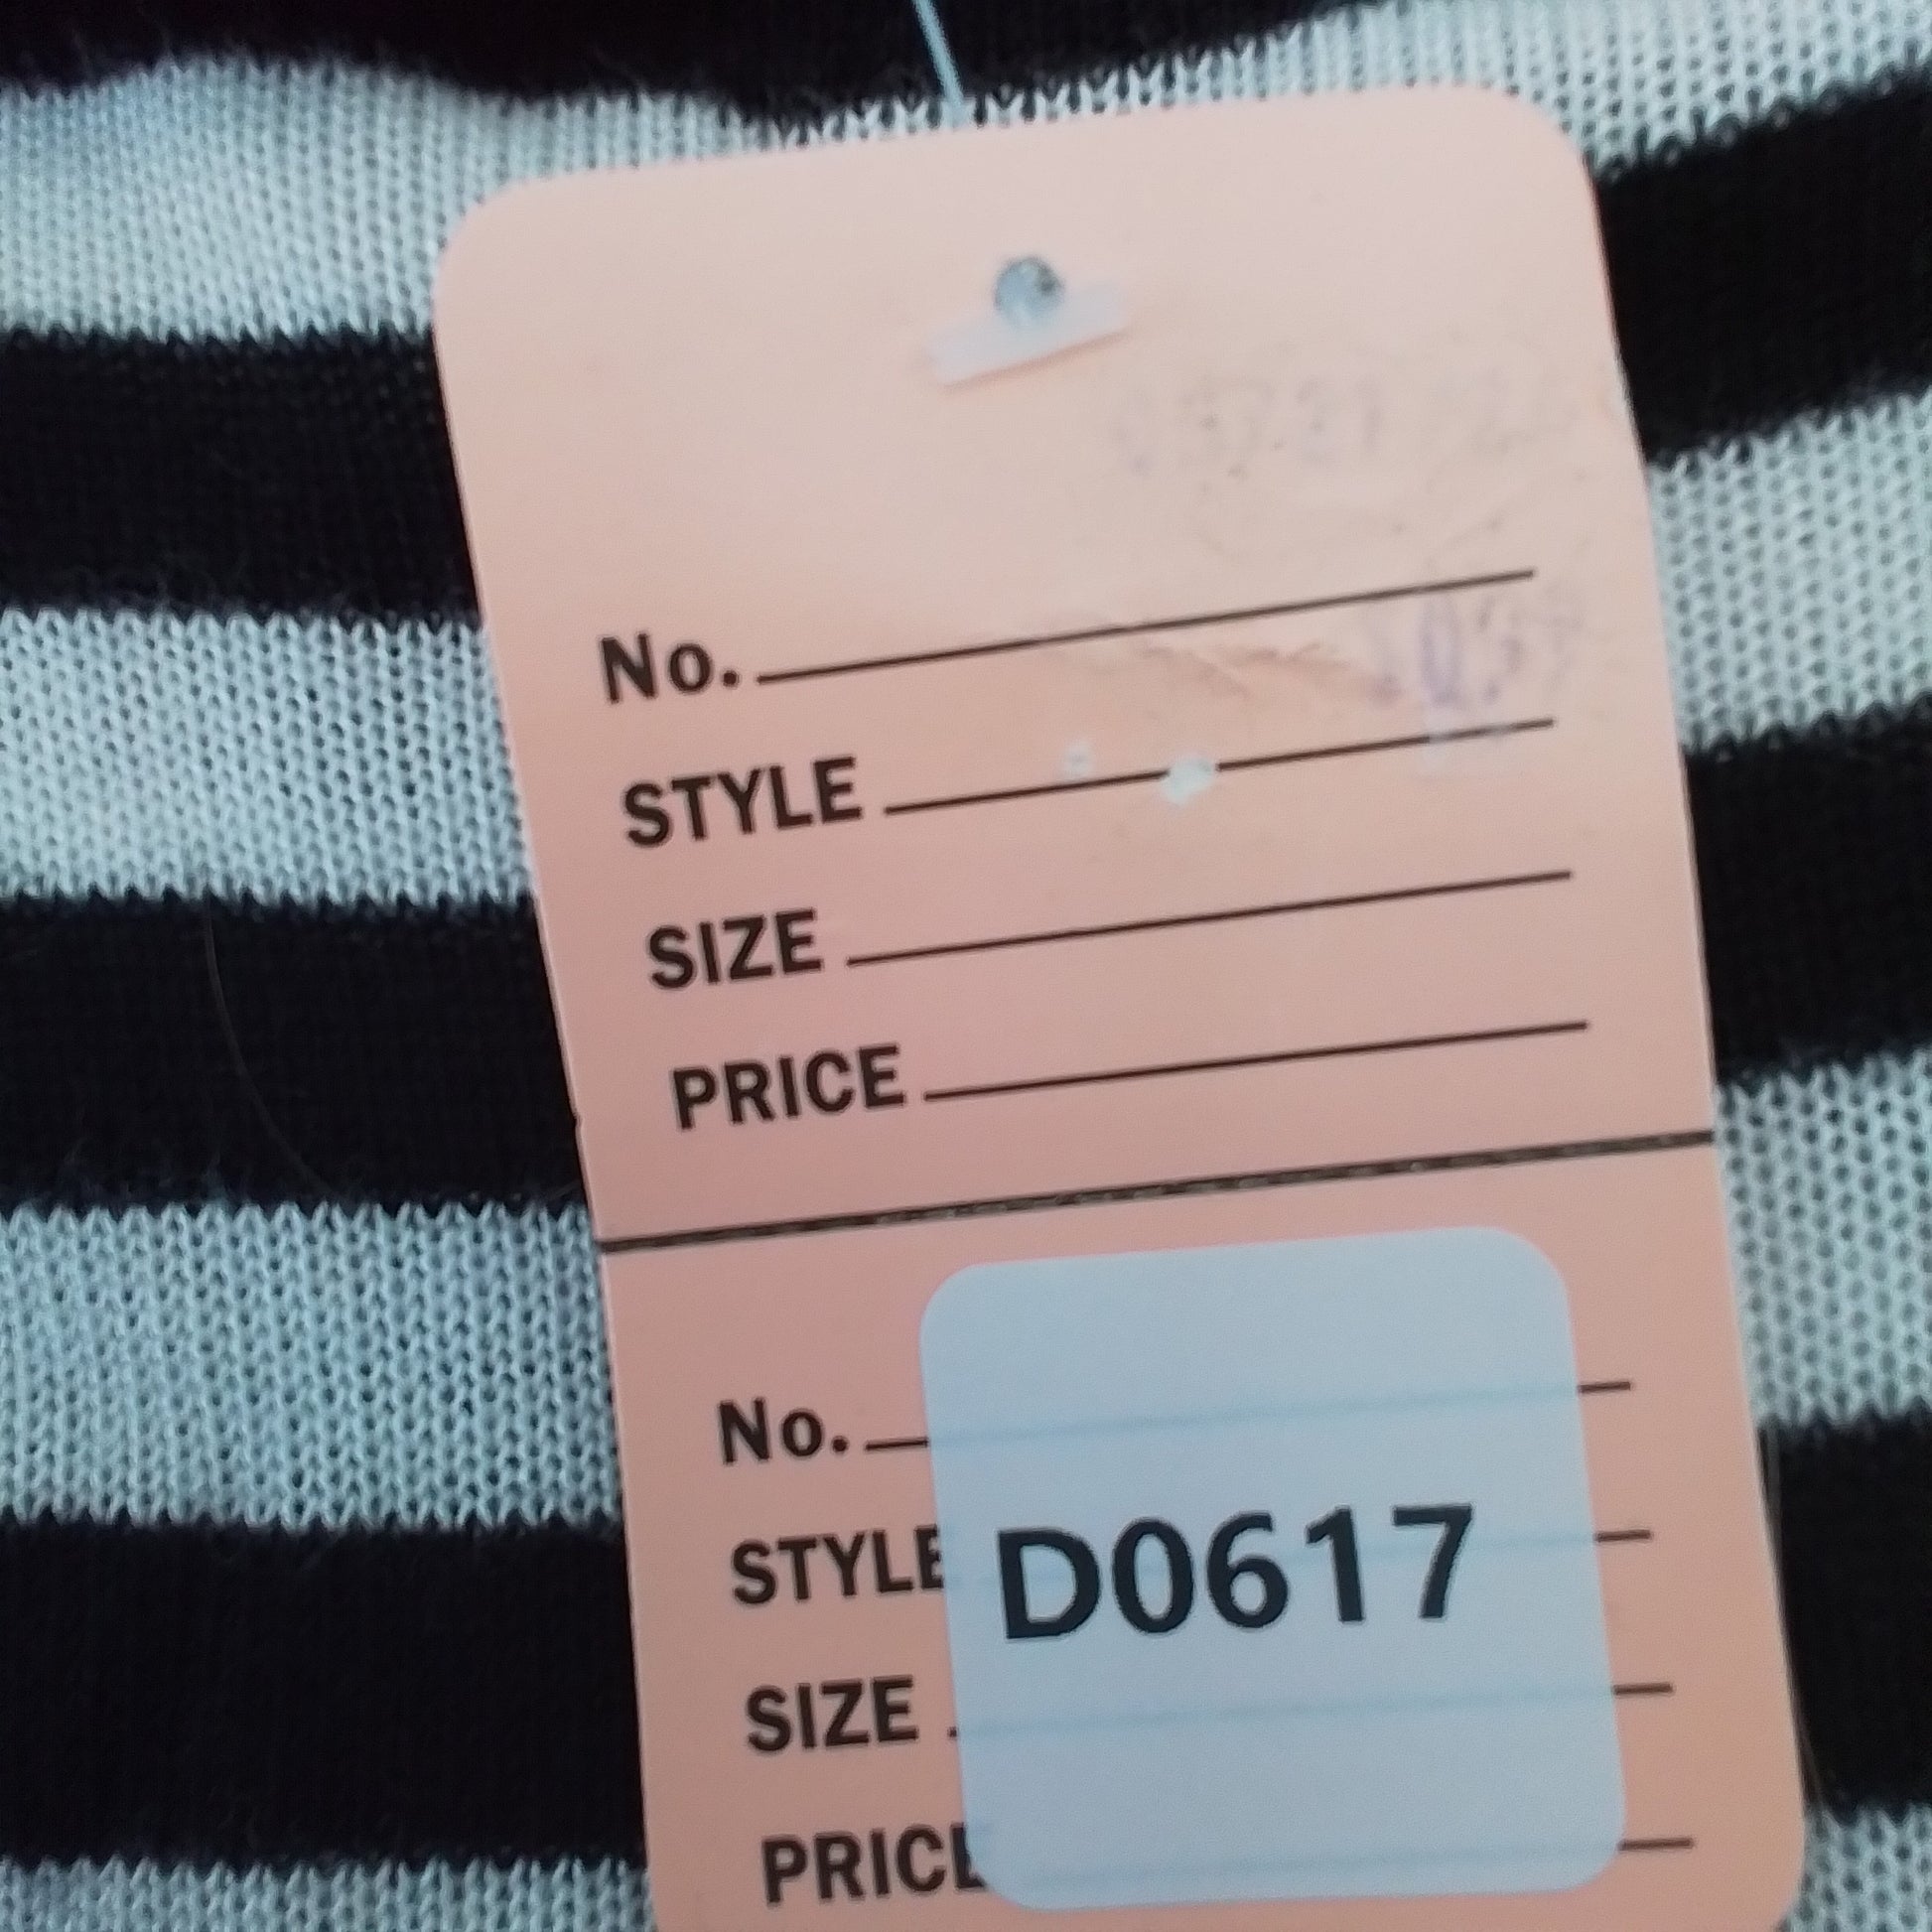 No.
STYLE
SIZE
PRICE
No.
STYLE
SIZE
PRICE
D0617